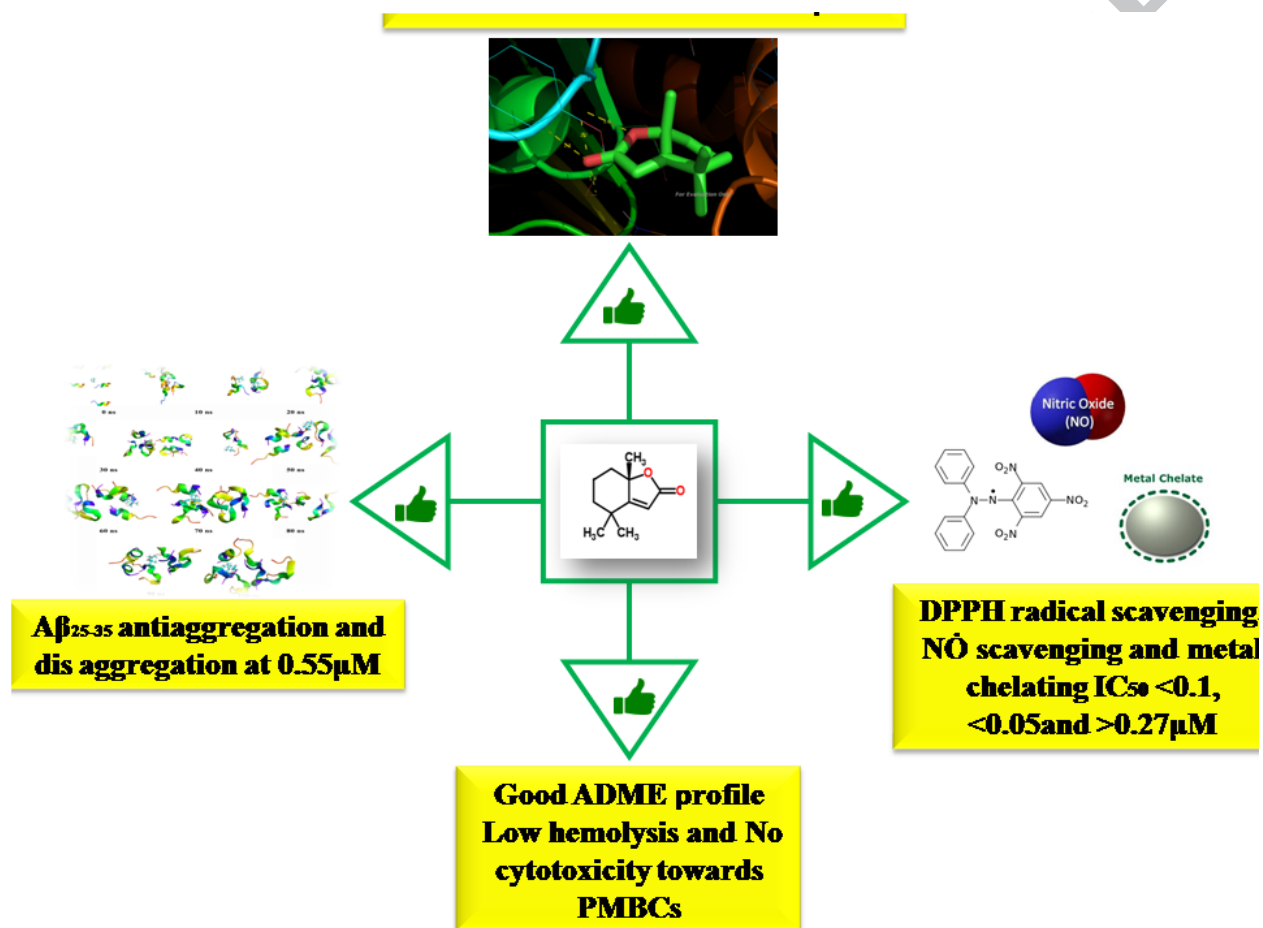 For Evaluation Only
0 ns
10 ns
20 ns
30 ns
40 ns
50 ns
60 ns
70 ns
80 ns
Aβ25-35 antiaggregation and
dis aggregation at 0.55μM
CH3
O
O
H3C
CH3
Nitric Oxide
(NO)
O2N
N
N•
NO2
O2N
Metal Chelate
DPPH radical scavenging,
NȮ scavenging and metal
chelating IC50 <0.1,
<0.05and >0.27μM
Good ADME profile
Low hemolysis and No
cytotoxicity towards
PMBCs